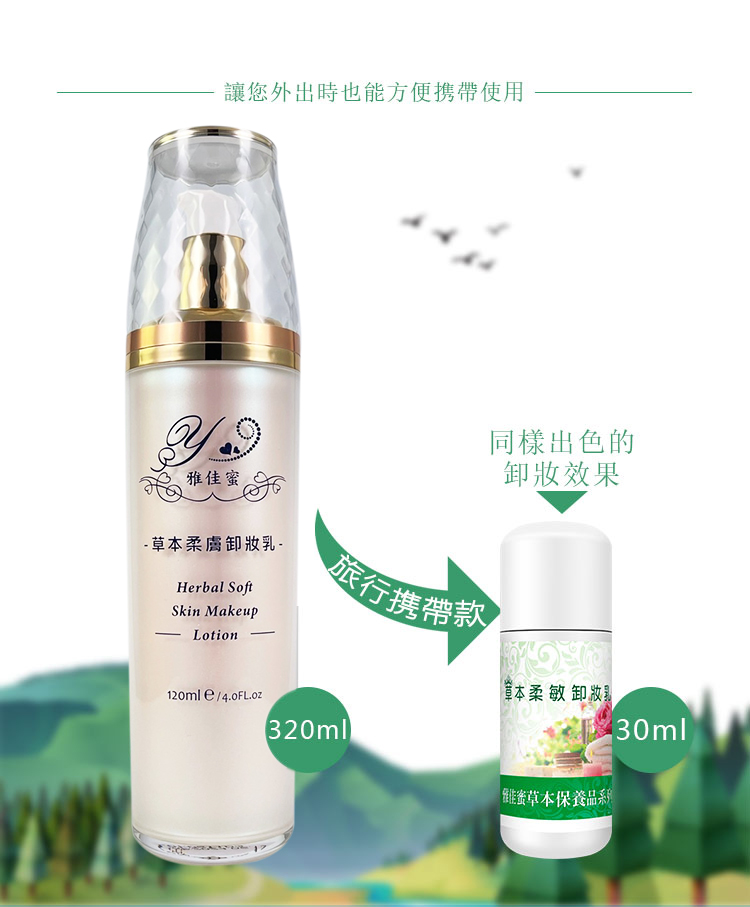 讓您外出時也能方便携帶使用
y
雅佳蜜
-草本柔膚卸妝乳-
Herbal Soft
Skin Makeup
Lotion
120ml ℮/4.0FL.oz
320ml
旅行携帶款
同樣出色的
卸妝效果
草本柔敏卸妝乳
30ml
雅佳蜜草本保養品系列